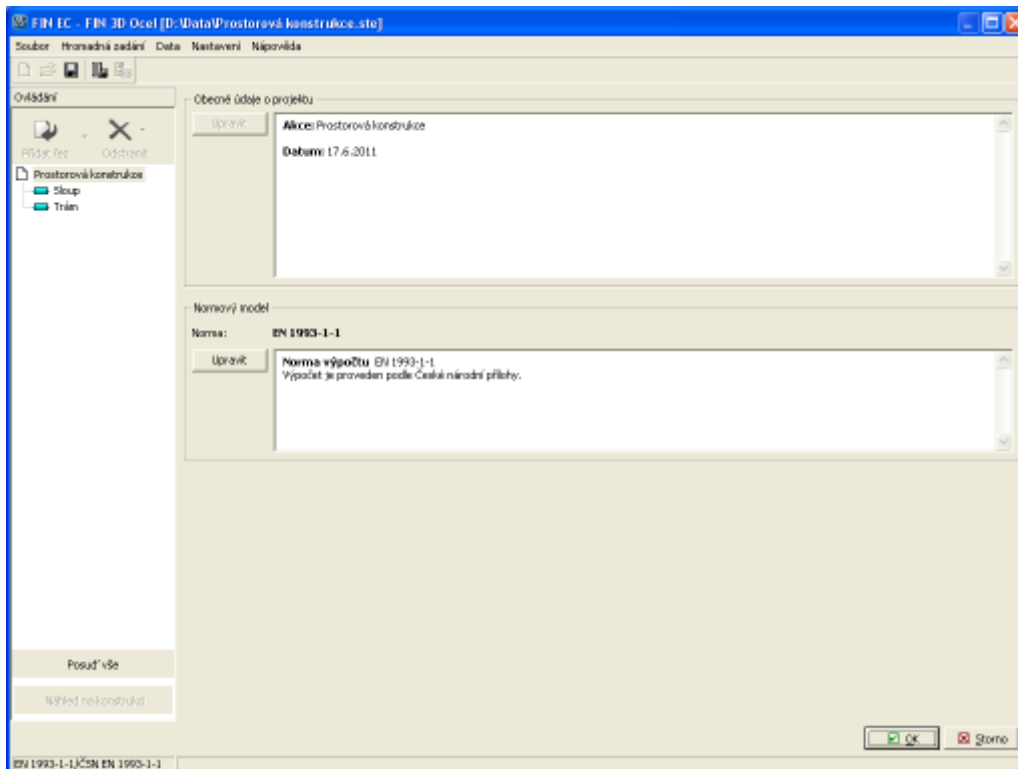 FIN EC - FIN 3D Ocel [D:\Data\Prostorová konstrukce.ste]
Soubor Hromadná zadání Data Nastavení Nápověda
Ovládání
Přidat řez Odstranit
Prostorová konstrukce
Sloup
Trám
Posuď vše
Náhled na konstrukci
Obecné údaje o projektu
Upravit
Akce: Prostorová konstrukce
Datum: 17.6.2011
Normový model
Norma: EN 1993-1-1
Upravit
Norma výpočtu EN 1993-1-1
Výpočet je proveden podle České národní přílohy.
OK Storno
EN 1993-1-1/ČSN EN 1993-1-1